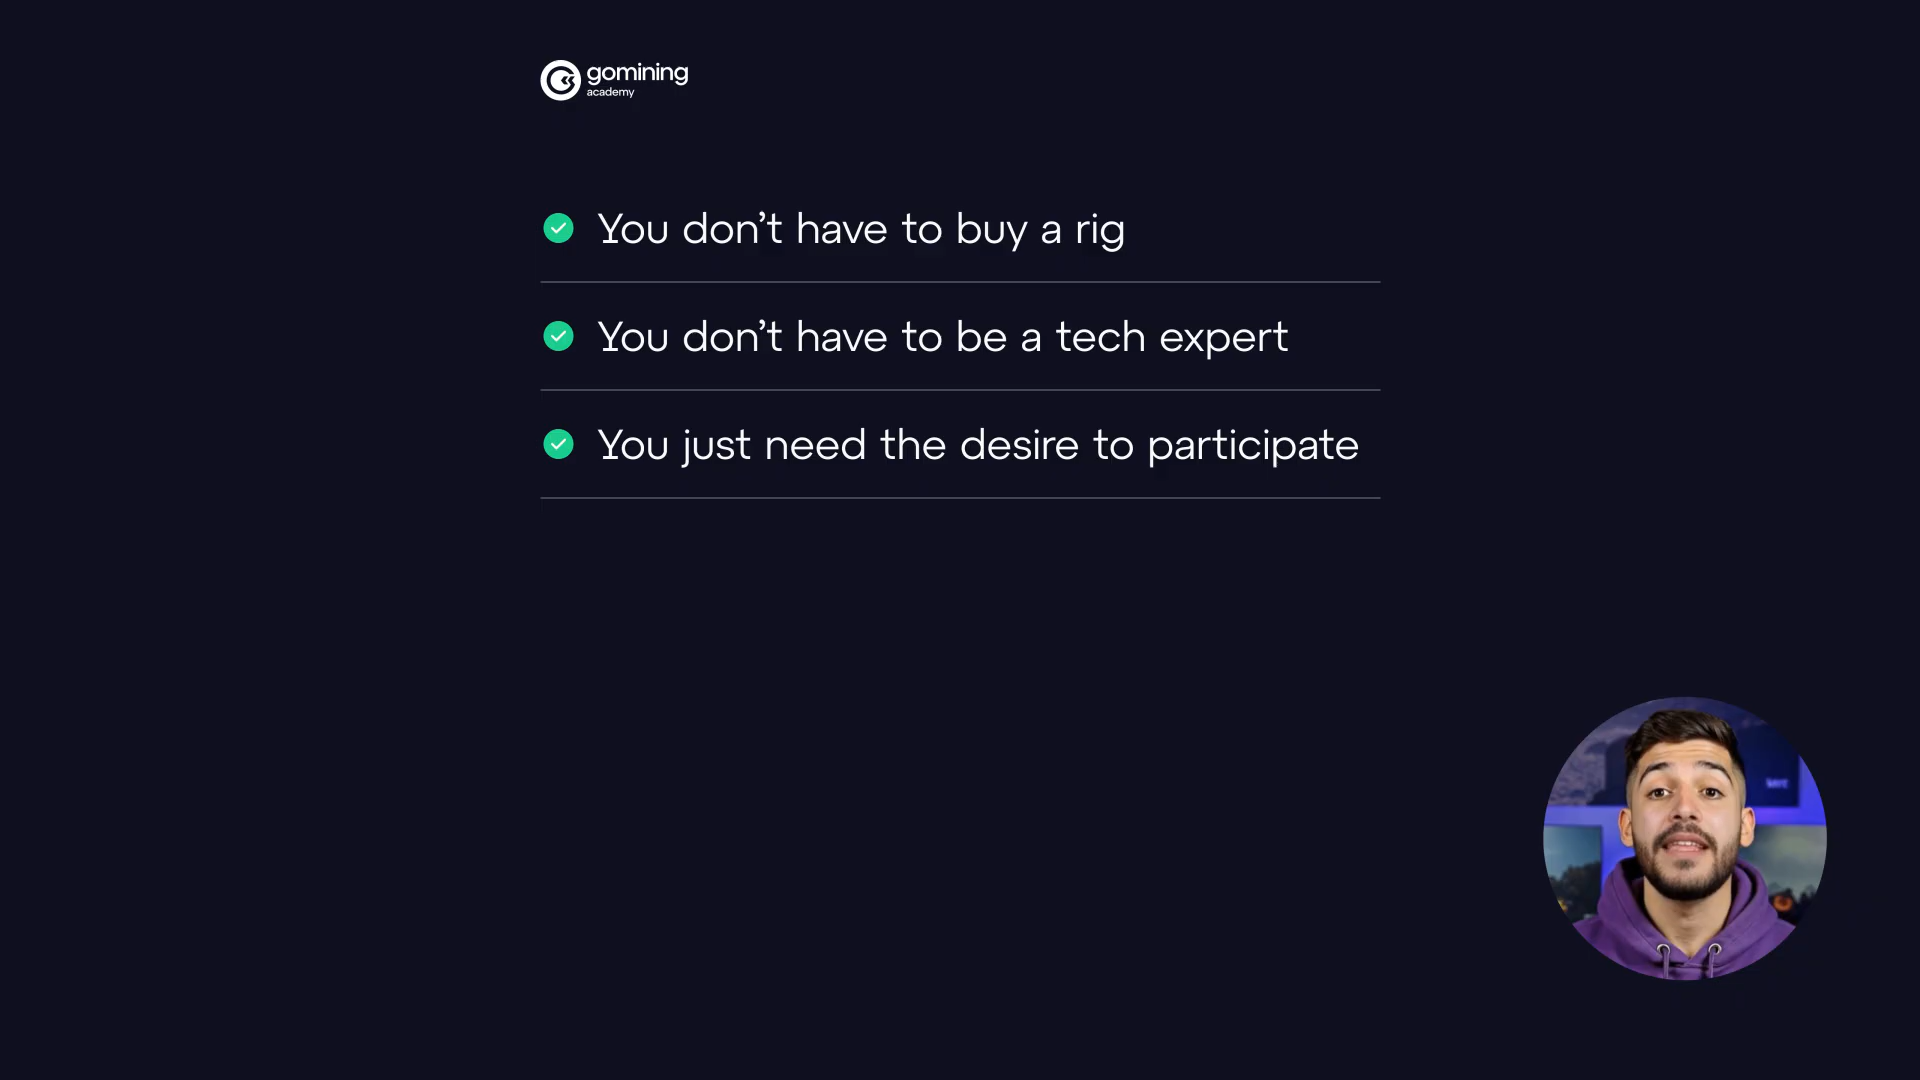 gomining
academy
You don’t have to buy a rig
You don’t have to be a tech expert
You just need the desire to participate